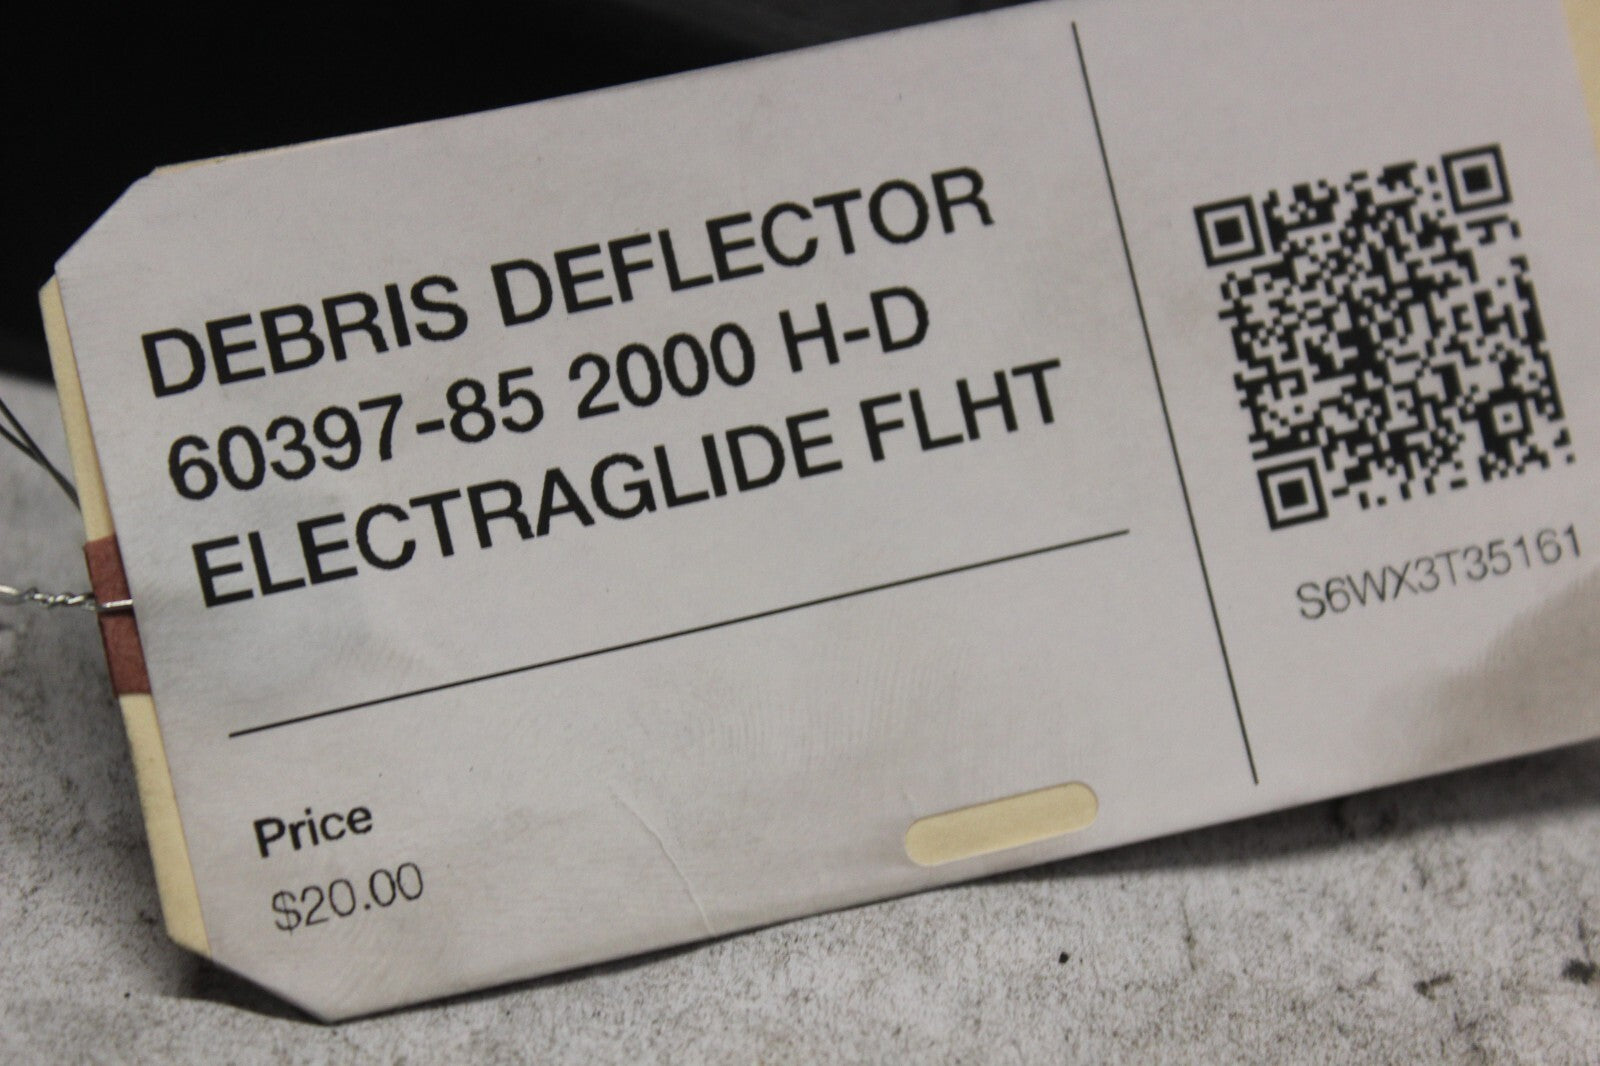 DEBRIS DEFLECTOR
60397-85 2000 H-D
ELECTRAGLIDE FLHT
Price
$20.00
S6WX3T35161